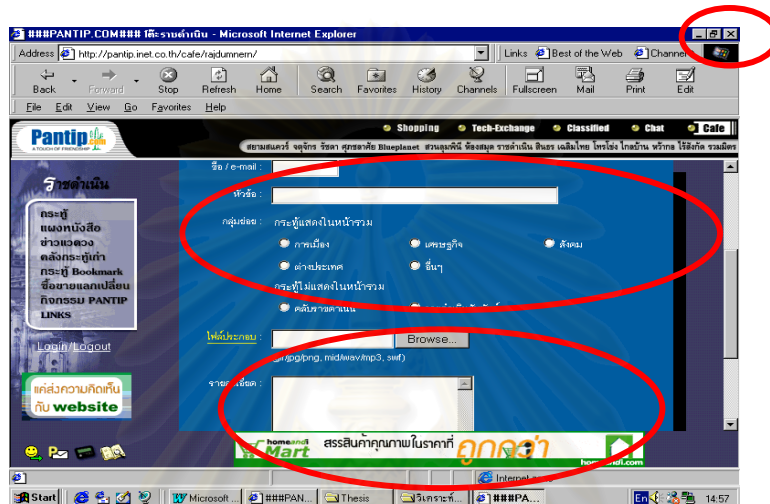 ###PANTIP.COM### โต๊ะราชดำเนิน - Microsoft Internet Explorer
Address http://pantip.inet.co.th/cafe/rajdumnern/ Links Best of the Web Channel
Back Forward Stop Refresh Home Search Favorites History Channels Fullscreen Mail Print Edit
File Edit View Go Favorites Help
Pantip.com
A TOUCH OF FRIENDSHIP
Shopping Tech-Exchange Classified Chat Cafe
สยามสแควร์ จตุจักร รัชดา ศุภชลาศัย Blueplanet สวนลุมพินี ห้องสมุด ราชดำเนิน สินธร เฉลิมไทย โทรโข่ง ไกลบ้าน หว้ากอ ไร้สังกัด รวมมิตร
ราชดำเนิน
กระทู้
แผงหนังสือ
ข่าวแวดวง
คลังกระทู้เก่า
กระทู้ Bookmark
ซื้อขายแลกเปลี่ยน
กิจกรรม PANTIP
LINKS
Login/Logout
แค่ส่งความคิดเห็น
กับ website
ชื่อ / e-mail :
หัวข้อ :
กลุ่มย่อย : กระทู้แสดงในหน้ารวม
การเมือง เศรษฐกิจ สังคม
ต่างประเทศ อื่นๆ
กระทู้ไม่แสดงในหน้ารวม
คลับราชดำเนิน
ไฟล์ประกอบ : Browse...
/jpg/png, mid/wav/mp3, swf)
รายละเอียด :
homeandi Mart สรรสินค้าคุณภาพในราคาที่ ถูกกว่า
Internet
Start Microsoft ... ###PAN... Thesis วิเคราะห์... ###PA... En 14:57